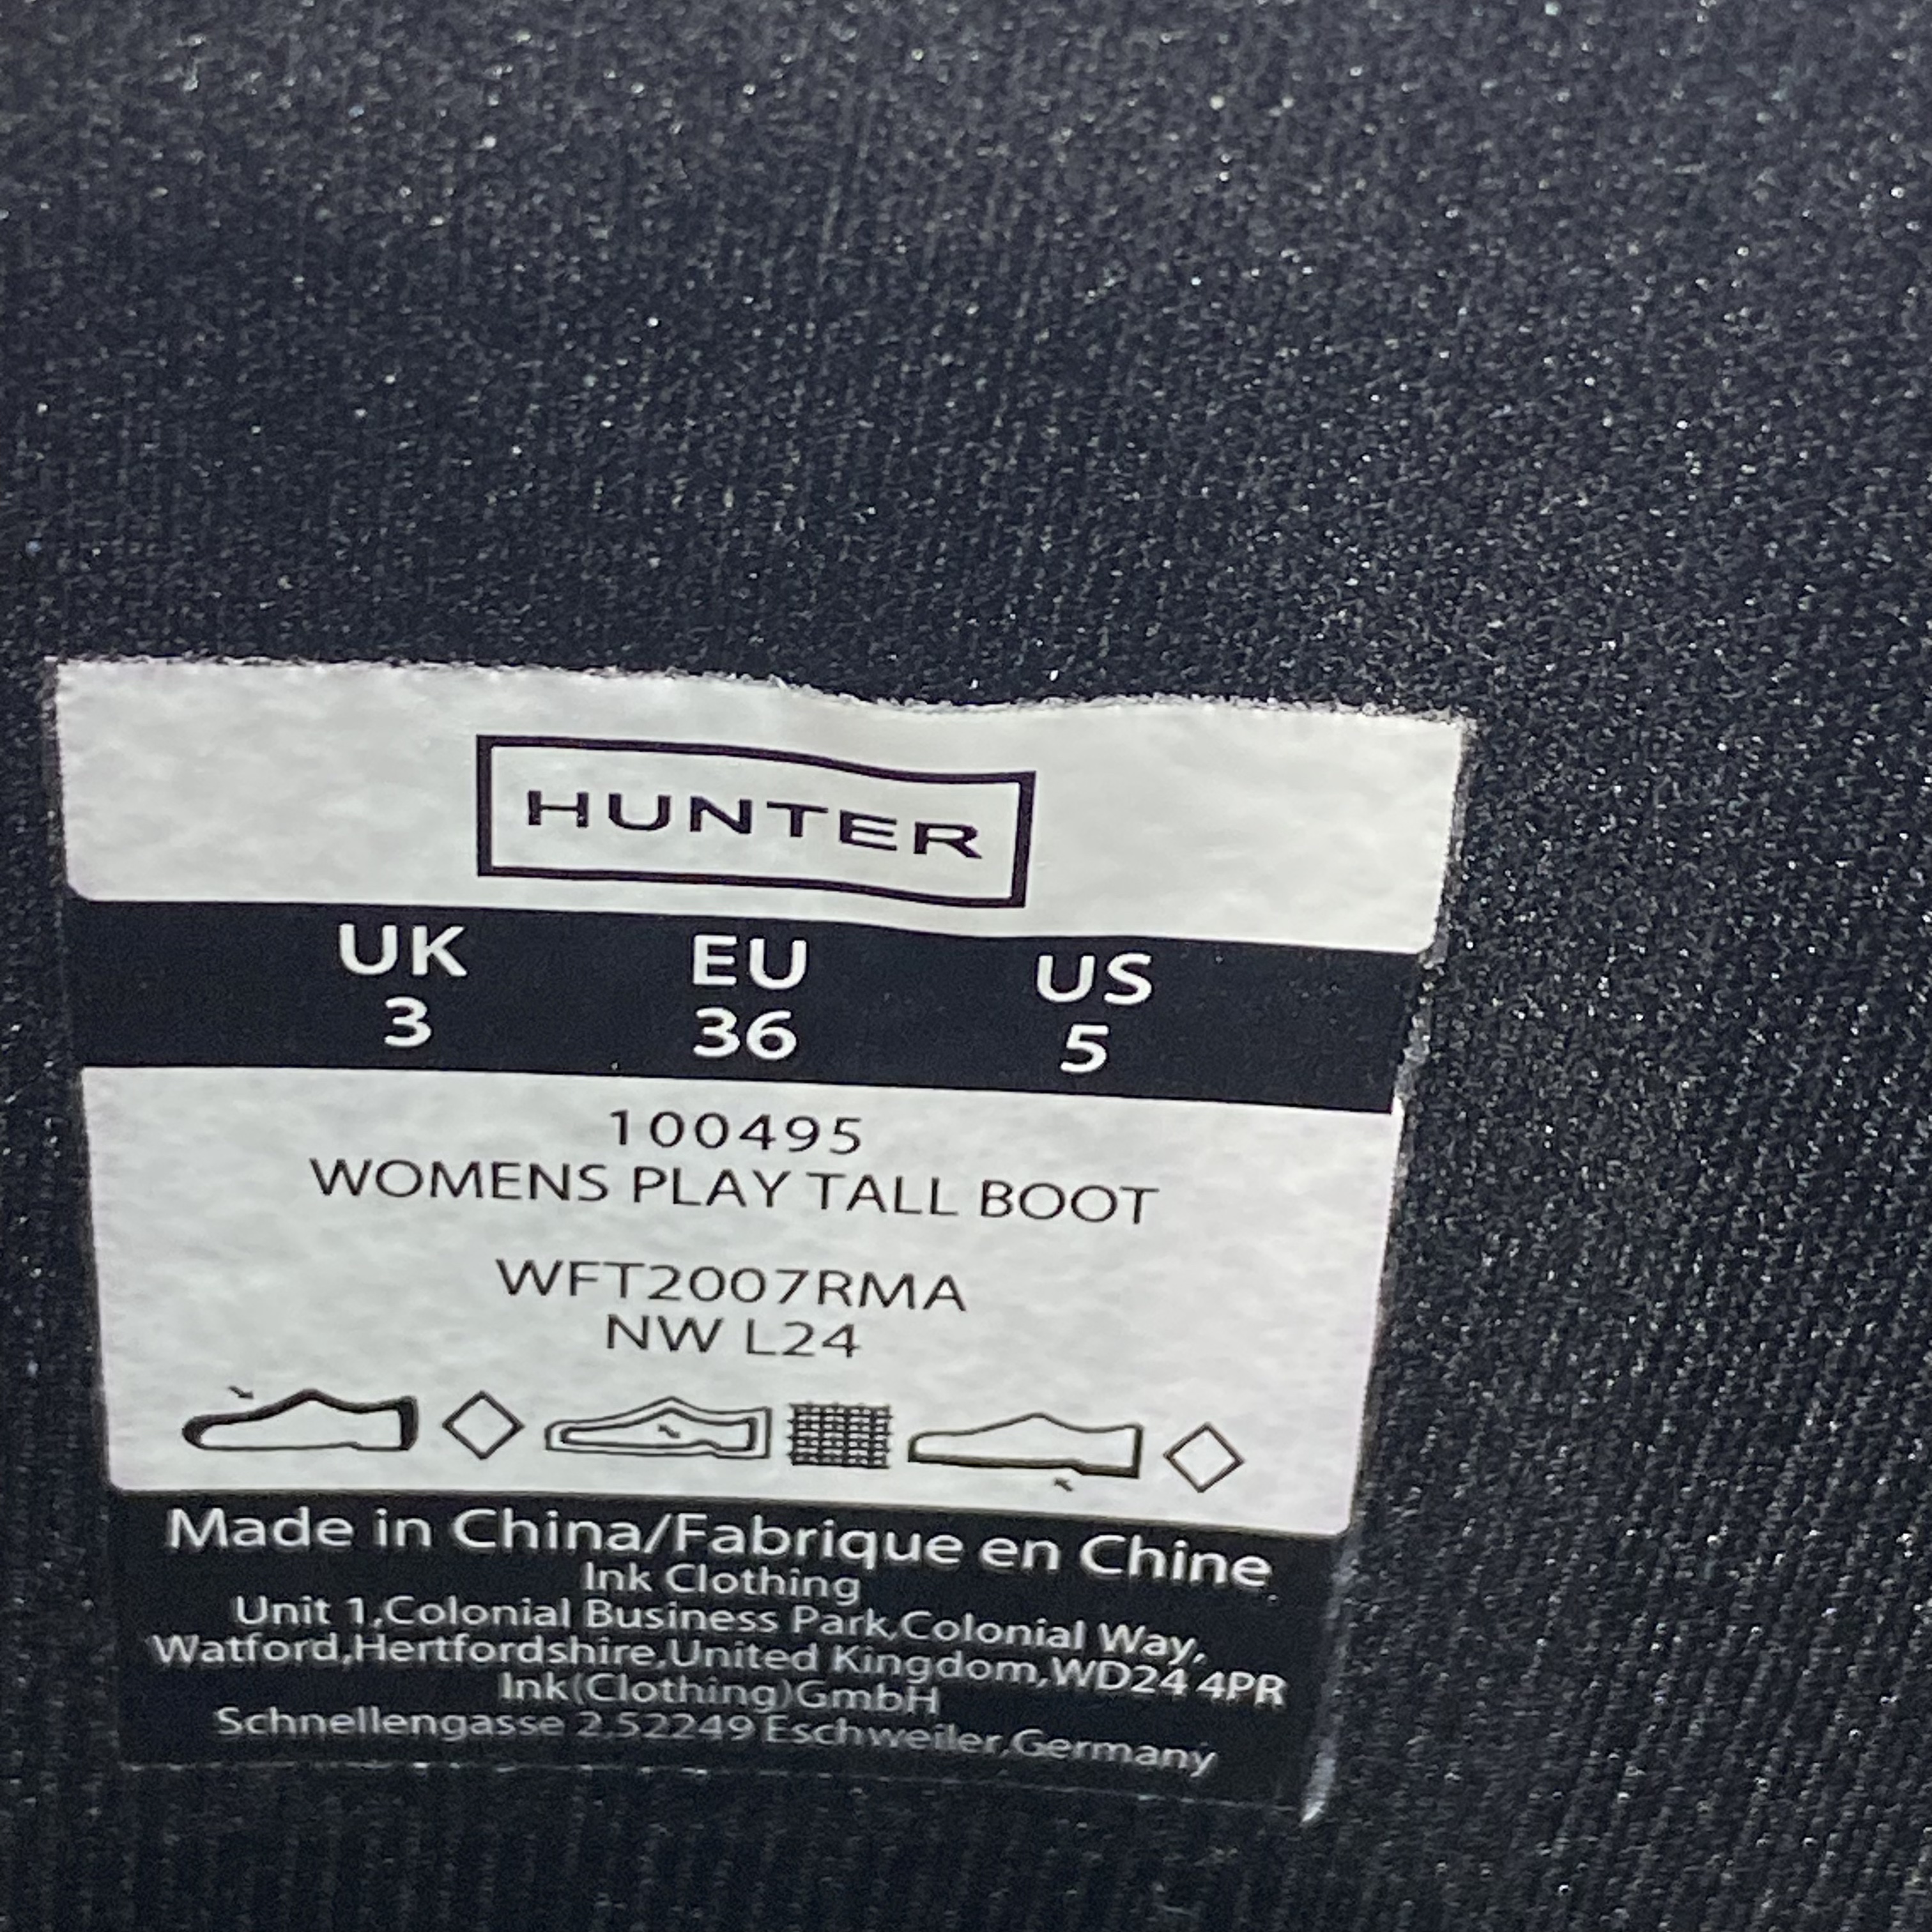 HUNTER
UK EU US
3 36 5
100495
WOMENS PLAY TALL BOOT
WFT2007RMA
NW L24
Made in China/Fabrique en Chine
Ink Clothing
Unit 1,Colonial Business Park,Colonial Way,
Watford,Hertfordshire,United Kingdom,WD24 4PR
Ink(Clothing)GmbH
Schnellengasse 2,52249 Eschweiler,Germany